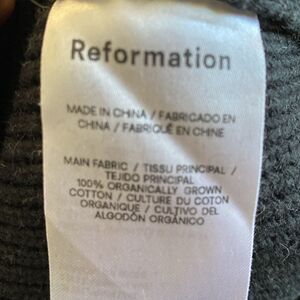 Reformation
MADE IN CHINA / FABRICADO EN
CHINA / FABRIQUÉ EN CHINE
MAIN FABRIC / TISSU PRINCIPAL /
TEJIDO PRINCIPAL
100% ORGANICALLY GROWN
COTTON / CULTURE DU COTON
ORGANIQUE / CULTIVO DEL
ALGODÓN ORGÁNICO